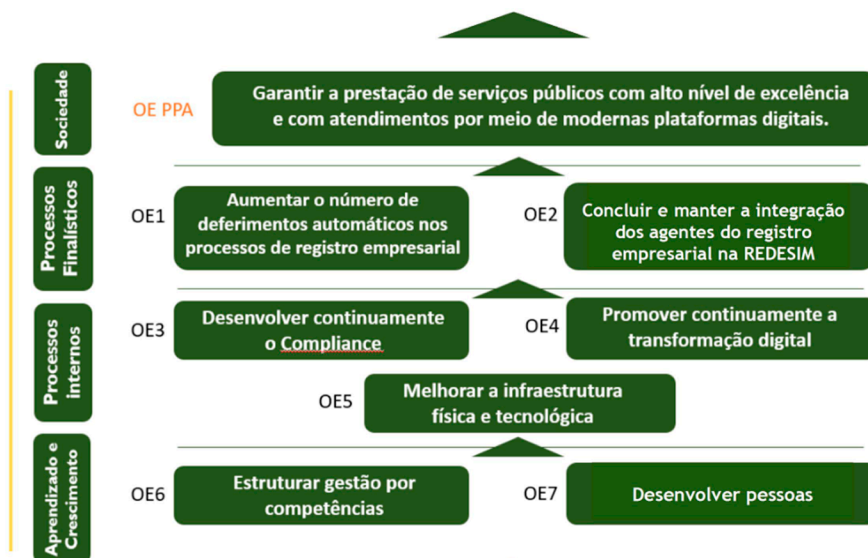 Sociedade
OE PPA
Garantir a prestação de serviços públicos com alto nível de excelência
e com atendimentos por meio de modernas plataformas digitais.
Processos
Finalísticos
OE1
Aumentar o número de
deferimentos automáticos nos
processos de registro empresarial
OE2
Concluir e manter a integração
dos agentes do registro
empresarial na REDESIM
Processos
internos
OE3
Desenvolver continuamente
o Compliance
OE4
Promover continuamente a
transformação digital
OE5
Melhorar a infraestrutura
física e tecnológica
Aprendizado e
Crescimento
OE6
Estruturar gestão por
competências
OE7
Desenvolver pessoas